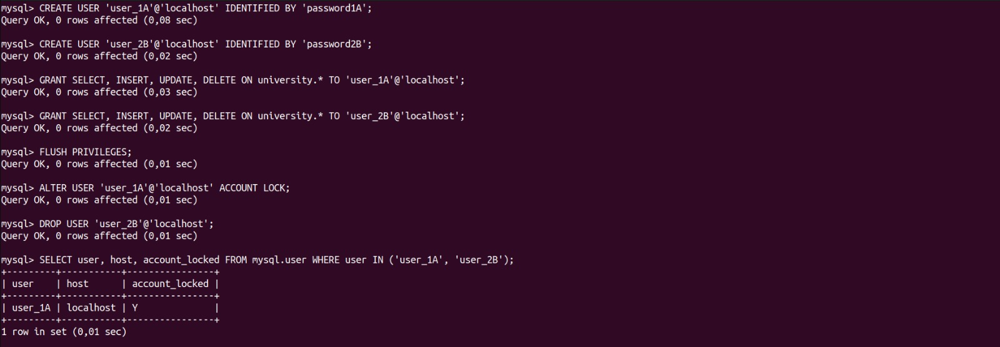 mysql> CREATE USER 'user_1A'@'localhost' IDENTIFIED BY 'password1A';
Query OK, 0 rows affected (0,08 sec)
mysql> CREATE USER 'user_2B'@'localhost' IDENTIFIED BY 'password2B';
Query OK, 0 rows affected (0,02 sec)
mysql> GRANT SELECT, INSERT, UPDATE, DELETE ON university.* TO 'user_1A'@'localhost';
Query OK, 0 rows affected (0,03 sec)
mysql> GRANT SELECT, INSERT, UPDATE, DELETE ON university.* TO 'user_2B'@'localhost';
Query OK, 0 rows affected (0,02 sec)
mysql> FLUSH PRIVILEGES;
Query OK, 0 rows affected (0,01 sec)
mysql> ALTER USER 'user_1A'@'localhost' ACCOUNT LOCK;
Query OK, 0 rows affected (0,01 sec)
mysql> DROP USER 'user_2B'@'localhost';
Query OK, 0 rows affected (0,01 sec)
mysql> SELECT user, host, account_locked FROM mysql.user WHERE user IN ('user_1A', 'user_2B');
+---------+-----------+----------------+
| user    | host      | account_locked |
+---------+-----------+----------------+
| user_1A | localhost | Y              |
+---------+-----------+----------------+
1 row in set (0,01 sec)